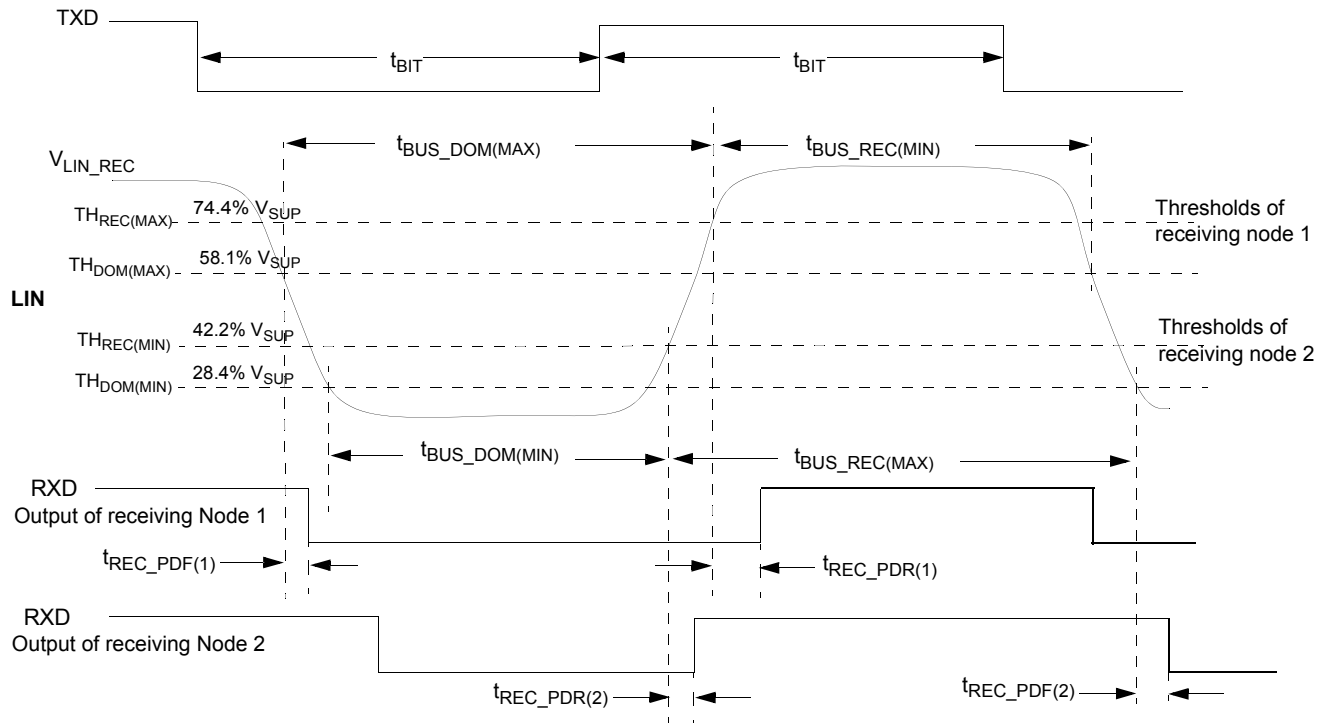 TXD
tBIT
tBIT
tBUS_DOM(MAX)
tBUS_REC(MIN)
VLIN_REC
THREC(MAX) 74.4% VSUP
Thresholds of
receiving node 1
THDOM(MAX) 58.1% VSUP
LIN
THREC(MIN) 42.2% VSUP
Thresholds of
receiving node 2
THDOM(MIN) 28.4% VSUP
tBUS_DOM(MIN)
tBUS_REC(MAX)
RXD
Output of receiving Node 1
tREC_PDF(1)
tREC_PDR(1)
RXD
Output of receiving Node 2
tREC_PDR(2)
tREC_PDF(2)